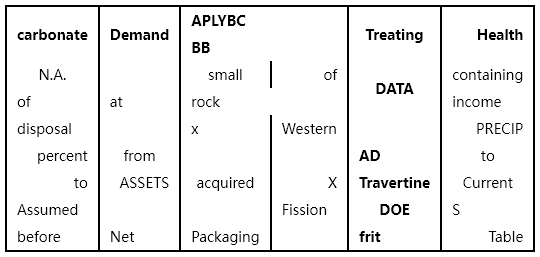 carbonate Demand APLYBC BB Treating Health
N.A. small of containing
of at rock DATA income
disposal x Western PRECIP
percent from AD to
to ASSETS acquired X Travertine Current
Assumed Fission DOE S
before Net Packaging frit Table